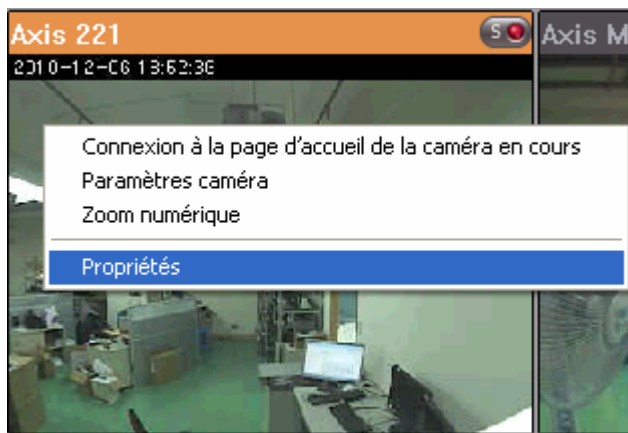 Axis 221
S
Axis M
2010-12-06 13:52:36
Connexion à la page d'accueil de la caméra en cours
Paramètres caméra
Zoom numérique
Propriétés